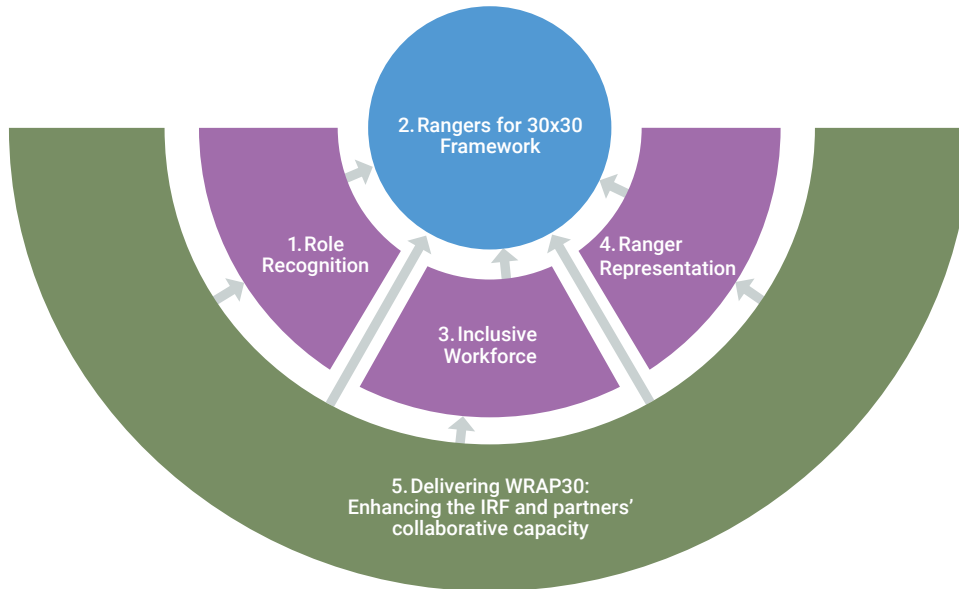 2. Rangers for 30x30
Framework
1. Role
Recognition
4. Ranger
Representation
3. Inclusive
Workforce
5. Delivering WRAP30:
Enhancing the IRF and partners’
collaborative capacity